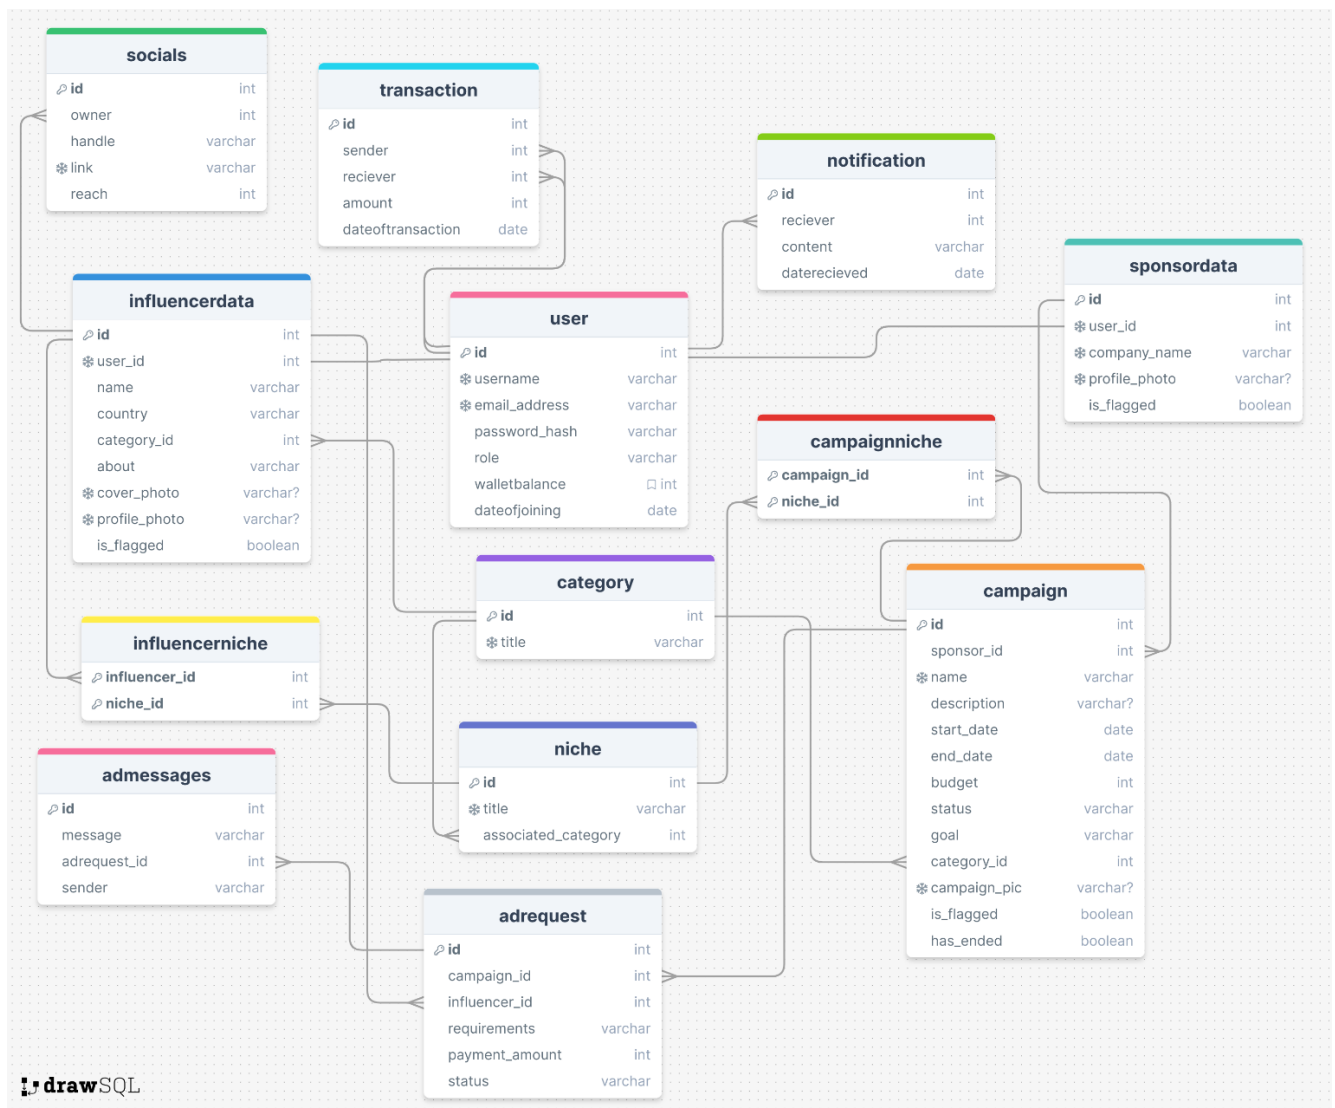 socials
id int
owner int
handle varchar
link varchar
reach int
transaction
id int
sender int
reciever int
amount int
dateoftransaction date
notification
id int
reciever int
content varchar
daterecieved date
sponsordata
id int
user_id int
company_name varchar
profile_photo varchar?
is_flagged boolean
influencerdata
id int
user_id int
name varchar
country varchar
category_id int
about varchar
cover_photo varchar?
profile_photo varchar?
is_flagged boolean
user
id int
username varchar
email_address varchar
password_hash varchar
role varchar
walletbalance int
dateofjoining date
campaignniche
campaign_id int
niche_id int
category
id int
title varchar
campaign
id int
sponsor_id int
name varchar
description varchar?
start_date date
end_date date
budget int
status varchar
goal varchar
category_id int
campaign_pic varchar?
is_flagged boolean
has_ended boolean
influencerniche
influencer_id int
niche_id int
niche
id int
title varchar
associated_category int
admessages
id int
message varchar
adrequest_id int
sender varchar
adrequest
id int
campaign_id int
influencer_id int
requirements varchar
payment_amount int
status varchar
drawSQL